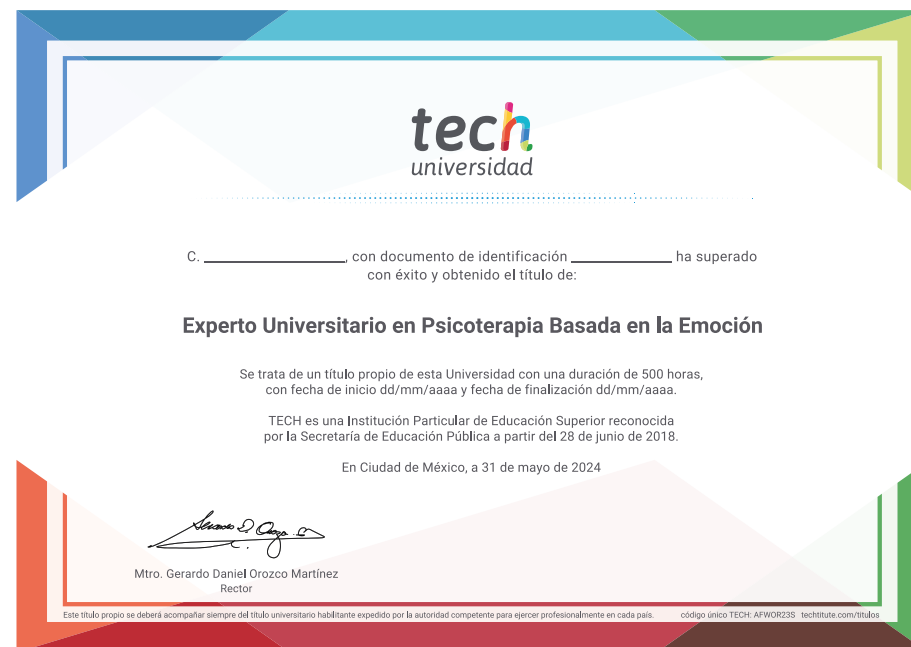 tech
universidad
C. ____________, con documento de identificación ____________ ha superado
con éxito y obtenido el título de:
Experto Universitario en Psicoterapia Basada en la Emoción
Se trata de un título propio de esta Universidad con una duración de 500 horas,
con fecha de inicio dd/mm/aaaa y fecha de finalización dd/mm/aaaa.
TECH es una Institución Particular de Educación Superior reconocida
por la Secretaría de Educación Pública a partir del 28 de junio de 2018.
En Ciudad de México, a 31 de mayo de 2024
Mtro. Gerardo Daniel Orozco Martínez
Rector
Este título propio se deberá acompañar siempre del título universitario habilitante expedido por la autoridad competente para ejercer profesionalmente en cada país. código único TECH: AFWOR23S techtitute.com/titulos